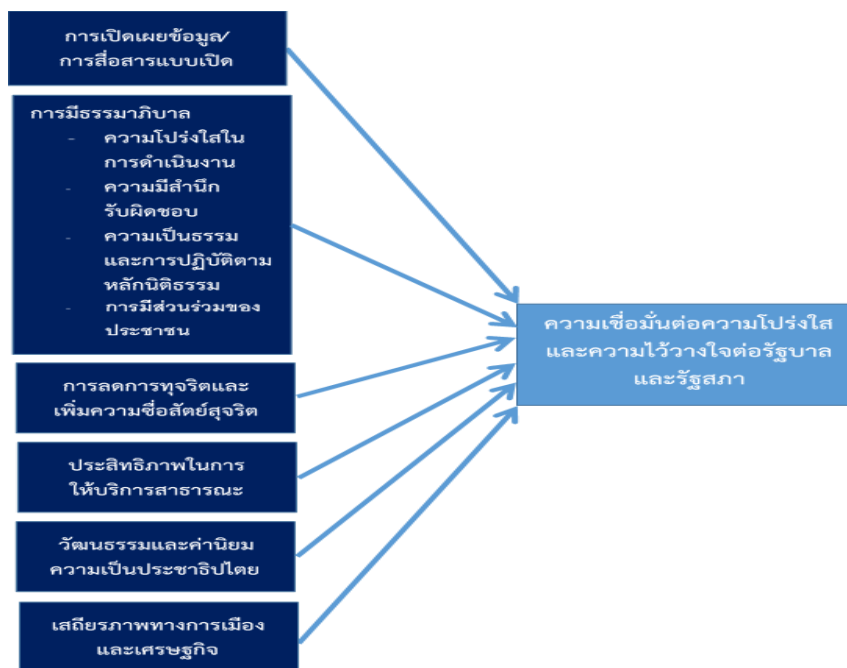 การเปิดเผยข้อมูล/
การสื่อสารแบบเปิด
การมีธรรมาภิบาล
- ความโปร่งใสใน
การดำเนินงาน
- ความมีสำนึก
รับผิดชอบ
- ความเป็นธรรม
และการปฏิบัติตาม
หลักนิติธรรม
- การมีส่วนร่วมของ
ประชาชน
การลดการทุจริตและ
เพิ่มความซื่อสัตย์สุจริต
ประสิทธิภาพในการ
ให้บริการสาธารณะ
วัฒนธรรมและค่านิยม
ความเป็นประชาธิปไตย
เสถียรภาพทางการเมือง
และเศรษฐกิจ
ความเชื่อมั่นต่อความโปร่งใส
และความไว้วางใจต่อรัฐบาล
และรัฐสภา